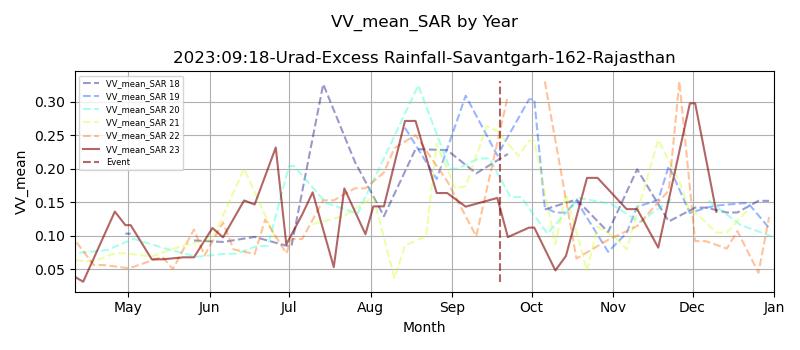 VV_mean_SAR by Year
2023:09:18-Urad-Excess Rainfall-Savantgarh-162-Rajasthan
VV_mean
0.30
0.25
0.20
0.15
0.10
0.05
VV_mean_SAR 18
VV_mean_SAR 19
VV_mean_SAR 20
VV_mean_SAR 21
VV_mean_SAR 22
VV_mean_SAR 23
Event
May Jun Jul Aug Sep Oct Nov Dec Jan
Month